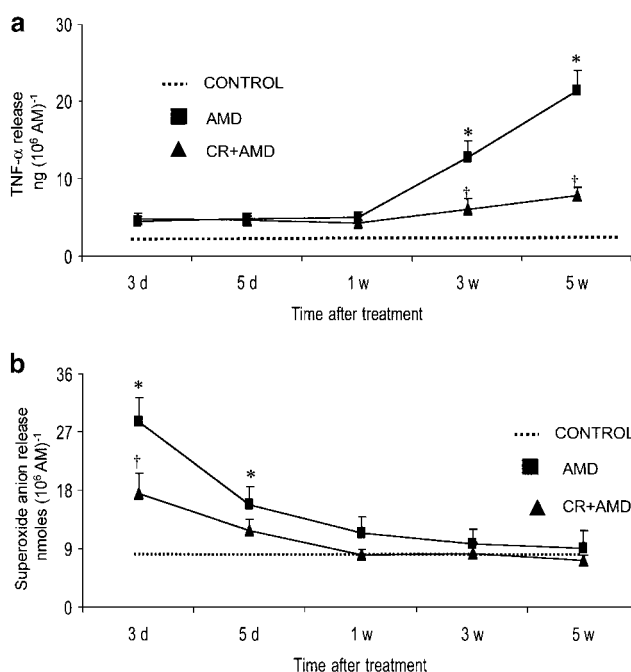 a
30
20
10
0
TNF-α release
ng (10⁶ AM)⁻¹
CONTROL
AMD
CR+AMD
*
*
†
†
3 d 5 d 1 w 3 w 5 w
Time after treatment
b
36
27
18
9
0
Superoxide anion release
nmoles (10⁶ AM)⁻¹
*
†
*
CONTROL
AMD
CR+AMD
3 d 5 d 1 w 3 w 5 w
Time after treatment